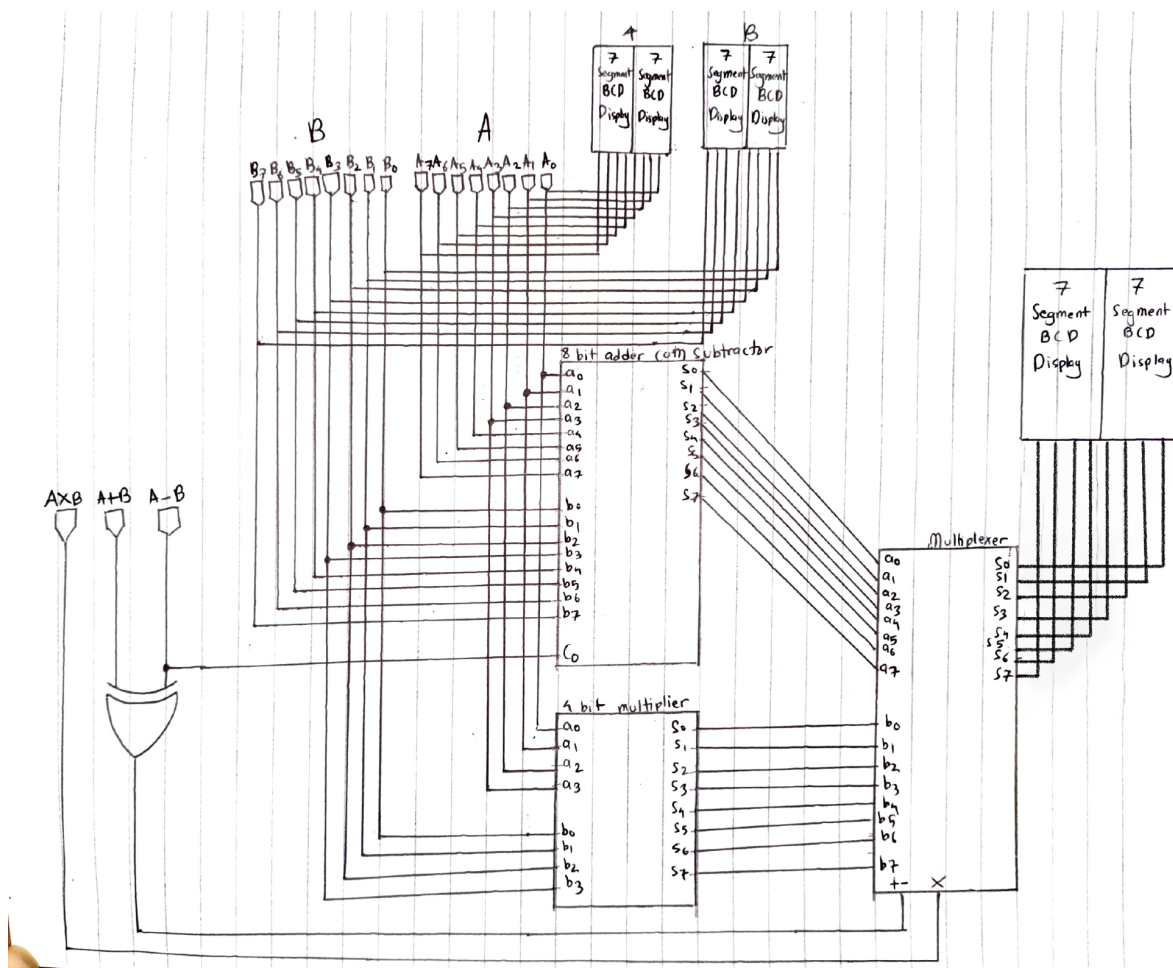 A
B
7
Segment
BCD
Display
7
Segment
BCD
Display
7
Segment
BCD
Display
7
Segment
BCD
Display
B
A
B7 B6 B5 B4 B3 B2 B1 B0
A7 A6 A5 A4 A3 A2 A1 A0
7
Segment
BCD
Display
7
Segment
BCD
Display
8 bit adder com subtractor
a0
a1
a2
a3
a4
a5
a6
a7
b0
b1
b2
b3
b4
b5
b6
b7
C0
S0
S1
S2
S3
S4
S5
S6
S7
AXB A+B A-B
Multiplexer
a0
a1
a2
a3
a4
a5
a6
a7
b0
b1
b2
b3
b4
b5
b6
b7
+- X
S0
S1
S2
S3
S4
S5
S6
S7
4 bit multiplier
a0
a1
a2
a3
b0
b1
b2
b3
S0
S1
S2
S3
S4
S5
S6
S7